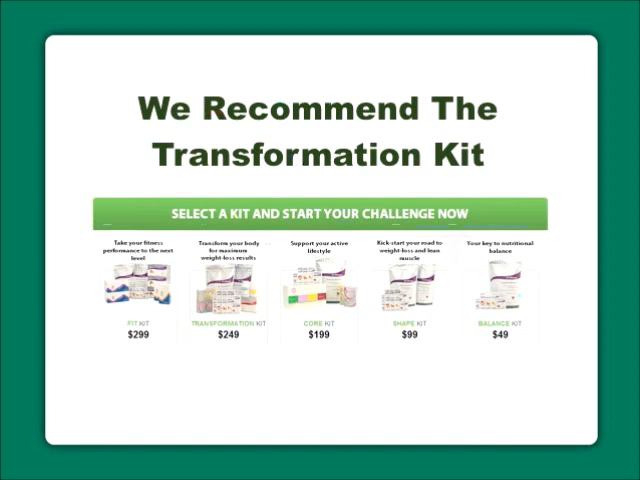 We Recommend The
Transformation Kit
SELECT A KIT AND START YOUR CHALLENGE NOW
Take your fitness
performance to the next
level
FIT KIT
$299
Transform your body
for maximum
weight-loss results
TRANSFORMATION KIT
$249
Support your active
lifestyle
CORE KIT
$199
Kick-start your road to
weight-loss and lean
muscle
SHAPE KIT
$99
Your key to nutritional
balance
BALANCE KIT
$49